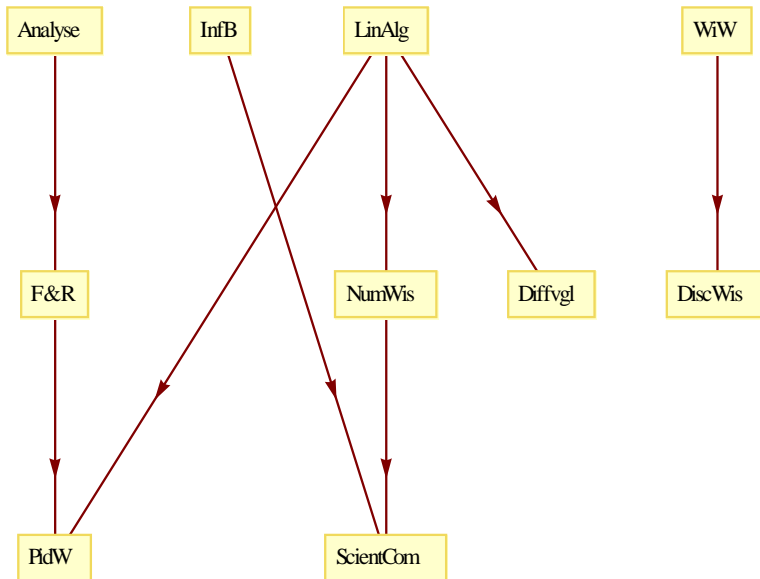 Analyse
InfB
LinAlg
WiW
F&R
NumWis
Diffvgl
DiscWis
PidW
ScientCom